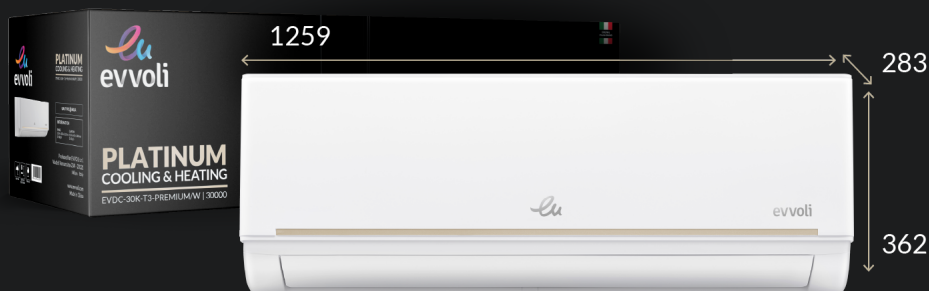 1259
283
362
evvoli
PLATINUM
COOLING & HEATING
evvoli
PLATINUM
COOLING & HEATING
EVDC-30K-T3-PREMIUM/W | 30000
evvoli